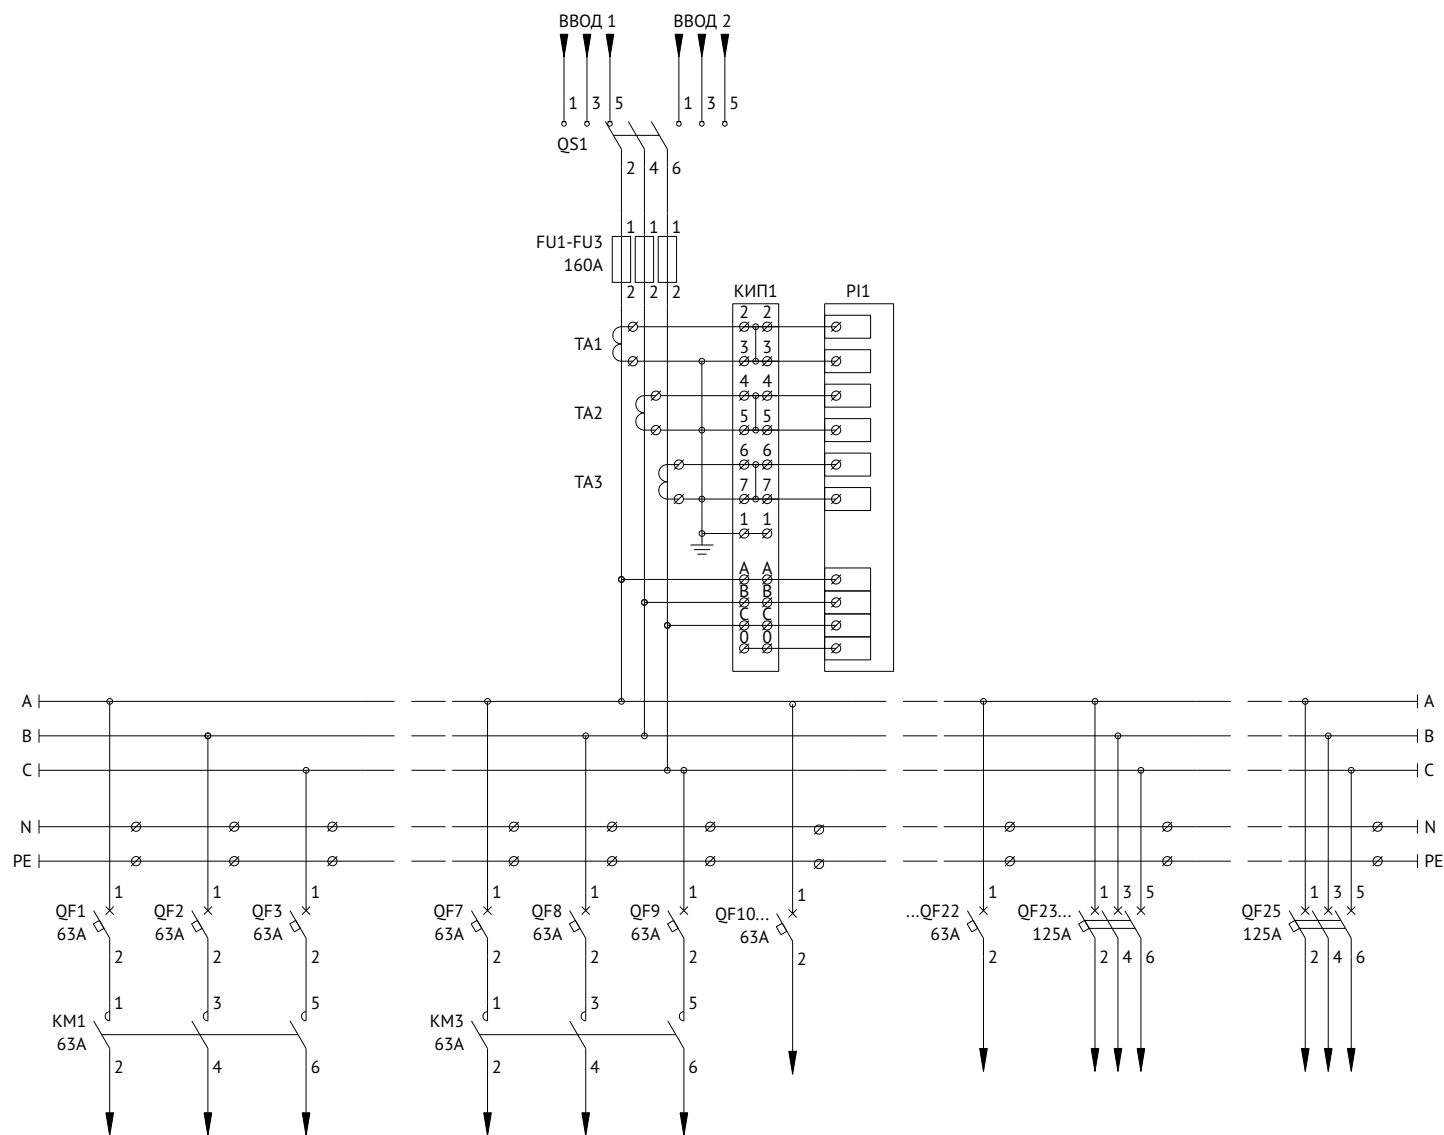 ВВОД 1 ВВОД 2
1 3 5 1 3 5
QS1
2 4 6
1 1 1
FU1-FU3
160A
2 2 2
КИП1 PI1
2 2
TA1
3 3
4 4
TA2
5 5
6 6
TA3
7 7
1 1
A A
B B
C C
0 0
A A
B B
C C
N N
PE PE
1 1 1 1 1 1 1 1 1 3 5 1 3 5
QF1 QF2 QF3 QF7 QF8 QF9 QF10... ...QF22 QF23... QF25
63A 63A 63A 63A 63A 63A 63A 63A 125A 125A
2 2 2 2 2 2 2 2 2 4 6 2 4 6
1 3 5 1 3 5
KM1 KM3
63A 63A
2 4 6 2 4 6